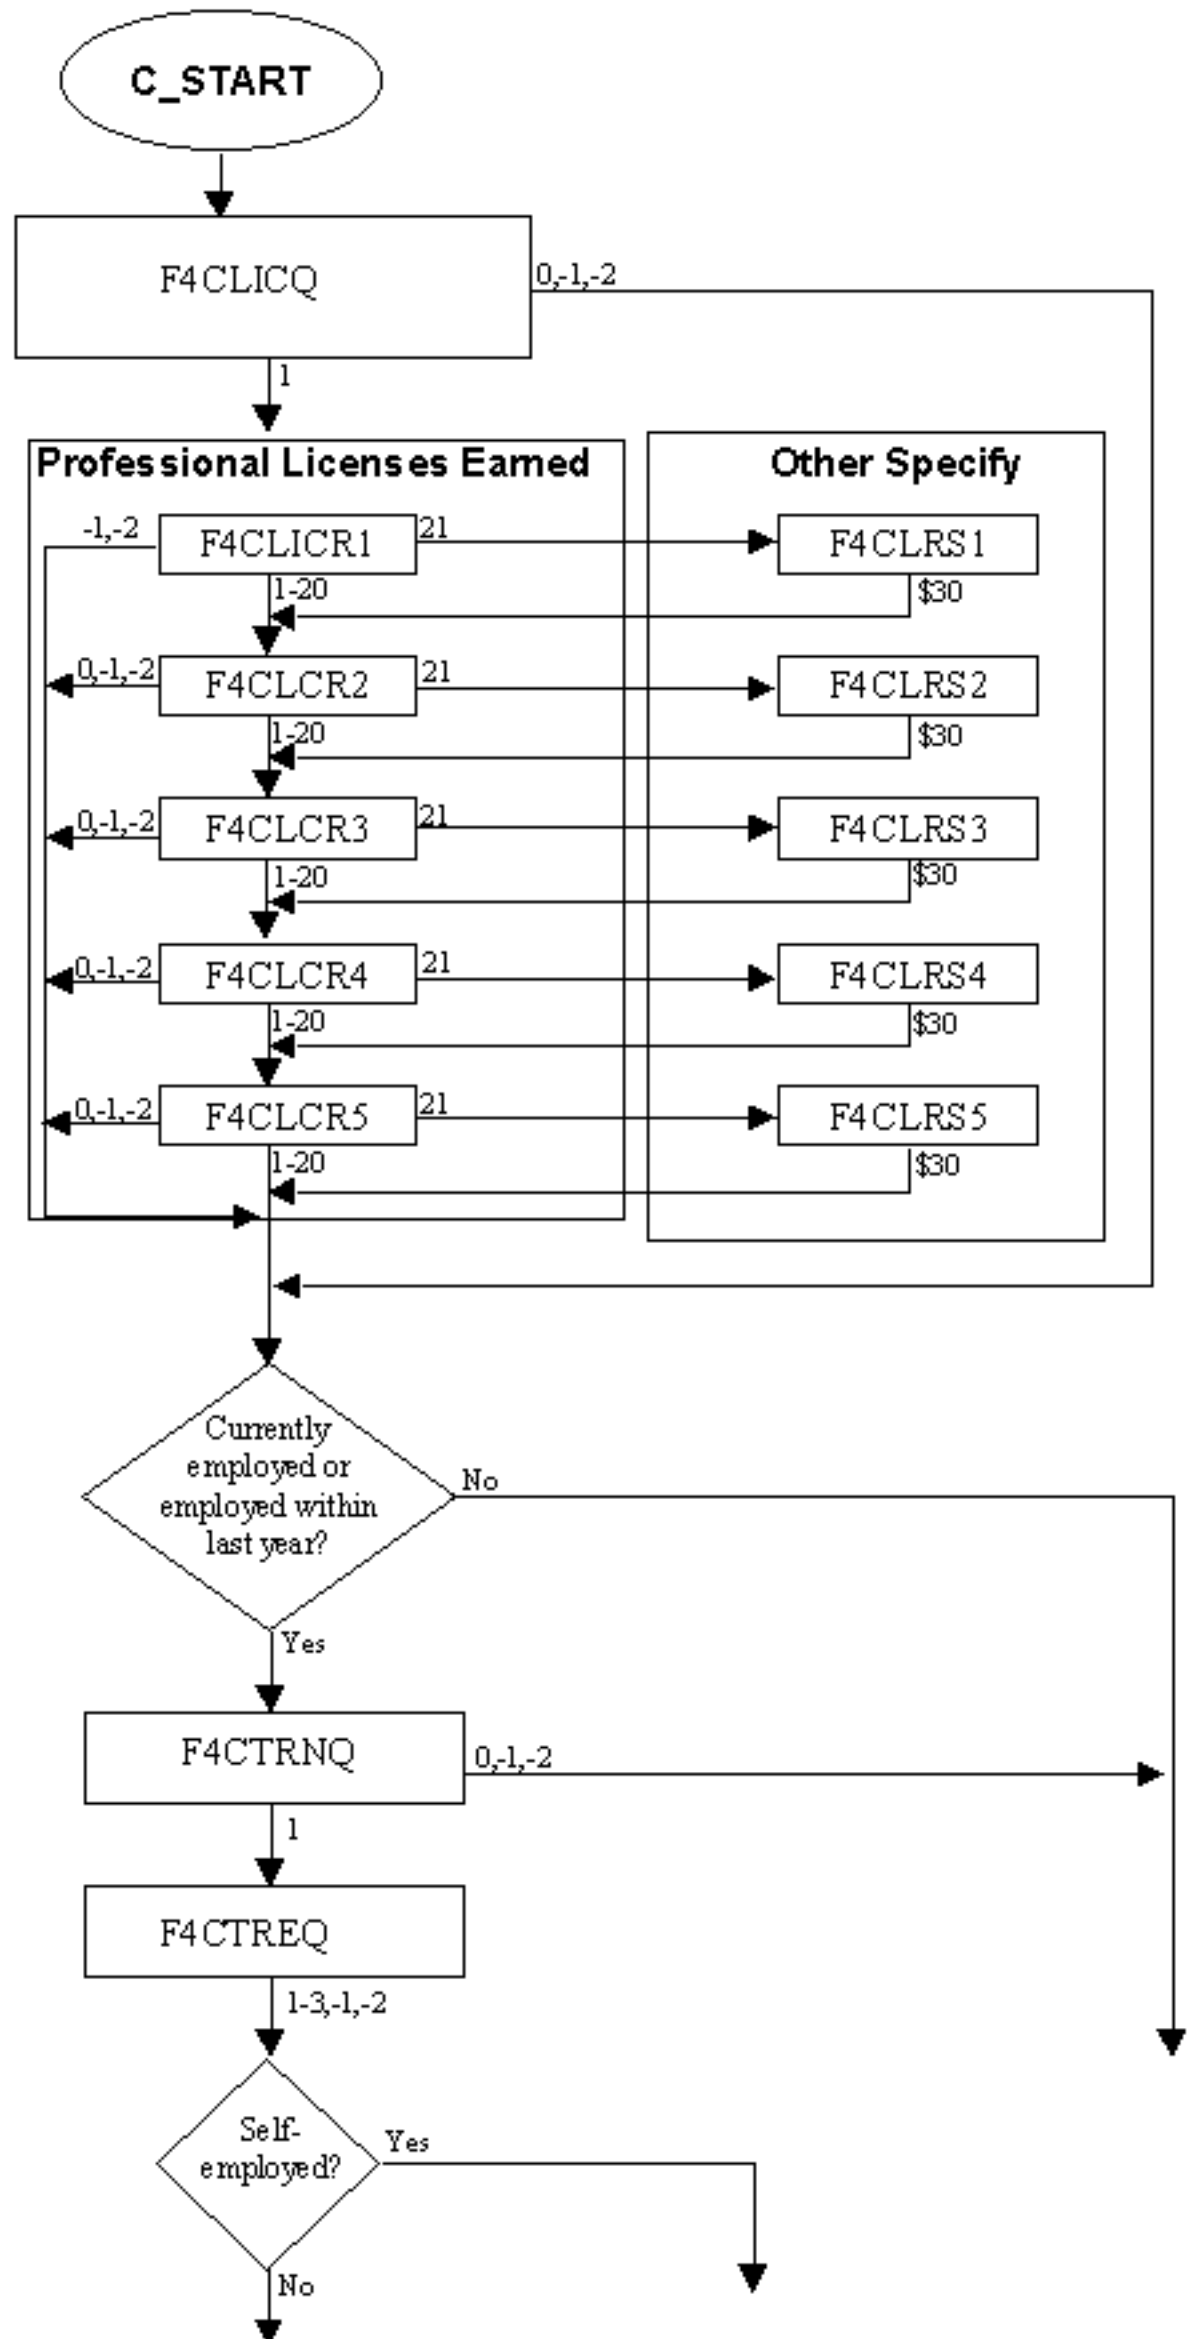 C_START
F4CLICQ
0,-1,-2
1
Professional Licenses Earned
Other Specify
-1,-2
F4CLICR1
21
F4CLRS1
1-20
$30
0,-1,-2
F4CLCR2
21
F4CLRS2
1-20
$30
0,-1,-2
F4CLCR3
21
F4CLRS3
1-20
$30
0,-1,-2
F4CLCR4
21
F4CLRS4
1-20
$30
0,-1,-2
F4CLCR5
21
F4CLRS5
1-20
$30
Currently
employed or
employed within
last year?
No
Yes
F4CTRNQ
0,-1,-2
1
F4CTREQ
1-3,-1,-2
Self-
employed?
Yes
No